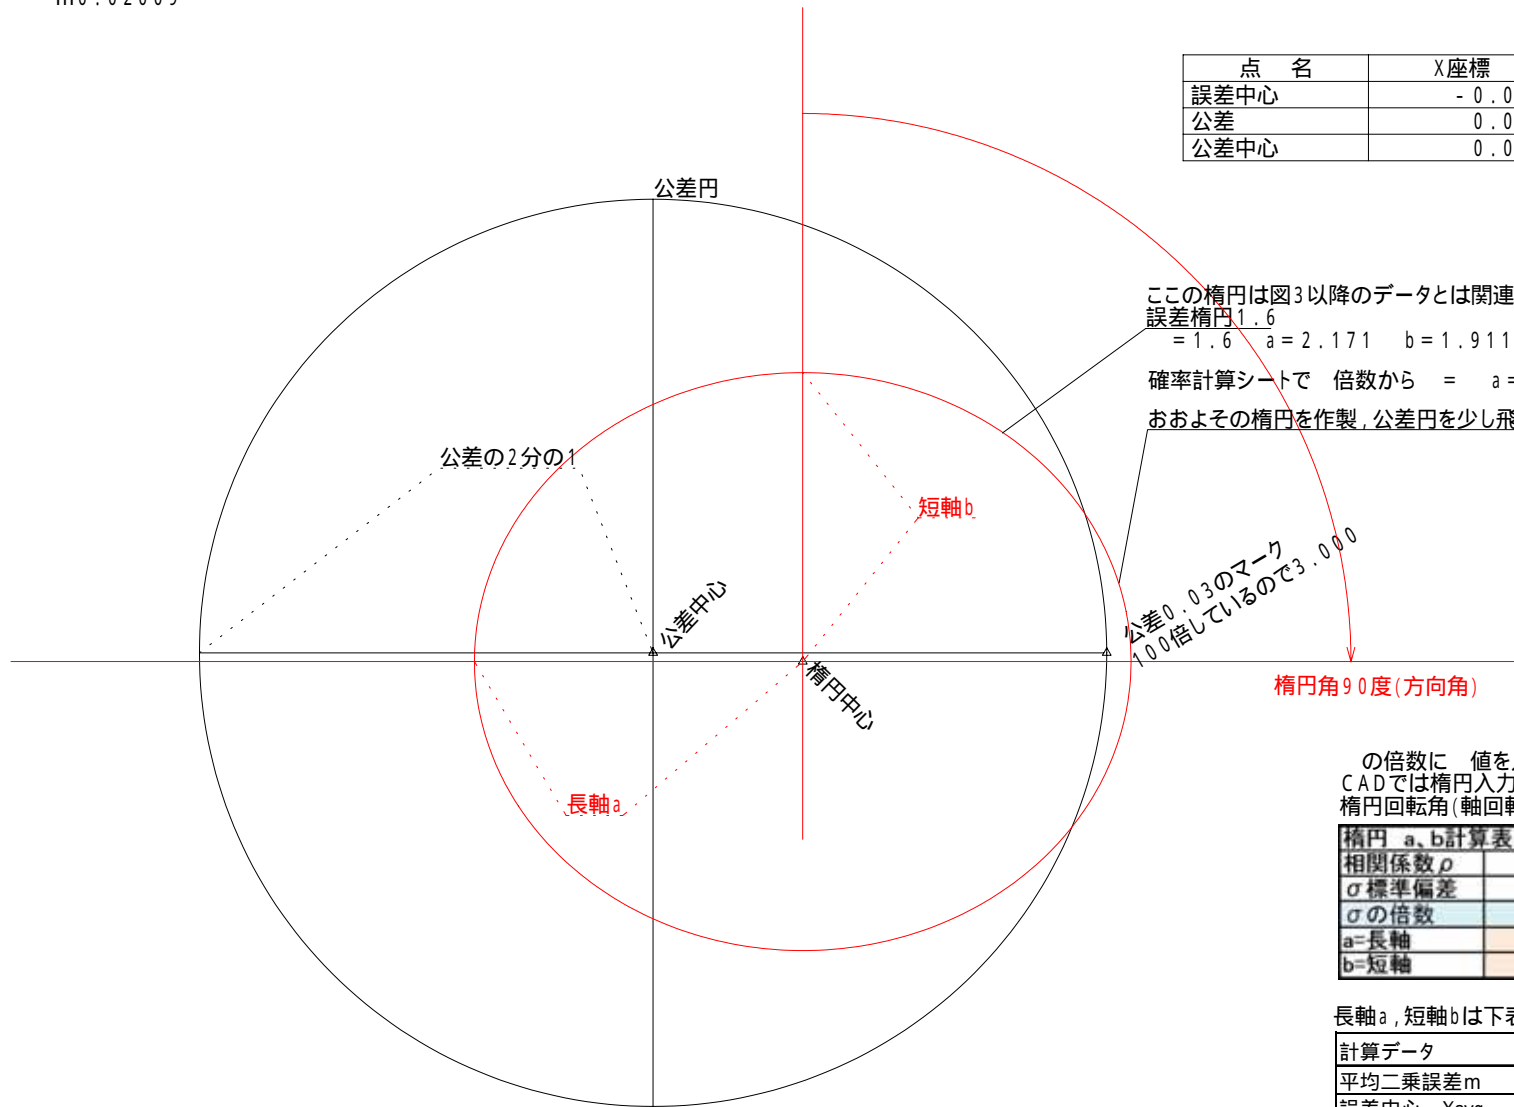 点　名 X座標
誤差中心 -0.0
公差 0.0
公差中心 0.0
公差円
ここの楕円は図3以降のデータとは関連
誤差楕円1.6
=1.6 a=2.171 b=1.911
確率計算シートで 倍数から = a=
おおよその楕円を作製,公差円を少し飛
公差の2分の1
短軸b
公差中心
公差0.03のマーク
100倍しているので3.000
楕円中心
楕円角90度(方向角)
長軸a
の倍数に 値を
CADでは楕円入力
楕円回転角(軸回転
楕円 a、b計算表
相関係数ρ
σ標準偏差
σの倍数
a=長軸
b=短軸
長軸a,短軸bは下表
計算データ
平均二乗誤差m